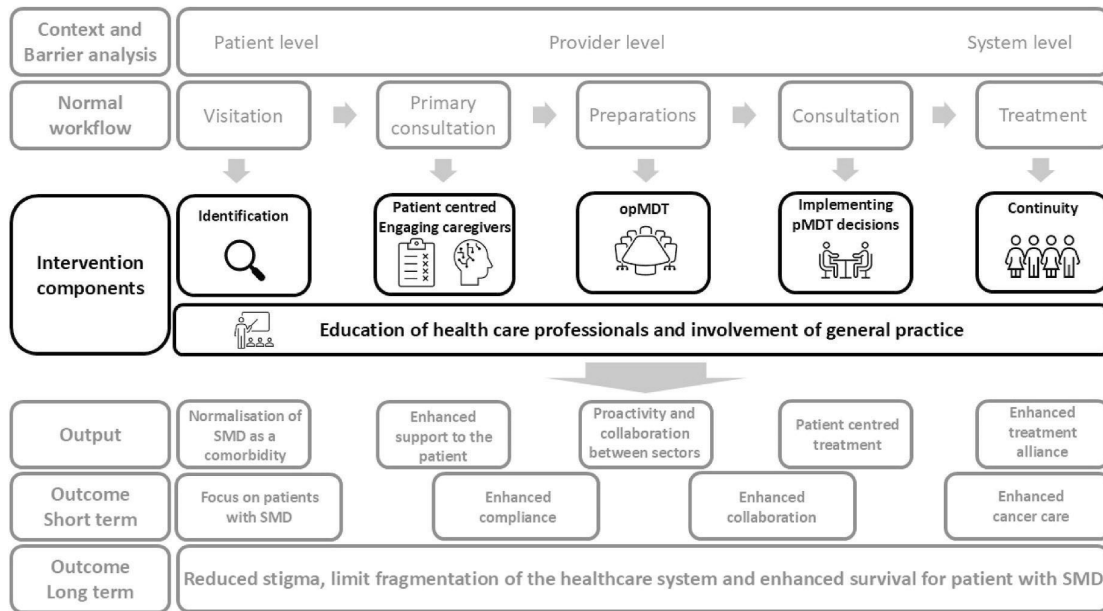 Context and
Barrier analysis
Patient level
Provider level
System level
Normal
workflow
Visitation
Primary
consultation
Preparations
Consultation
Treatment
Intervention
components
Identification
Patient centred
Engaging caregivers
opMDT
Implementing
pMDT decisions
Continuity
Education of health care professionals and involvement of general practice
Output
Normalisation of
SMD as a
comorbidity
Enhanced
support to the
patient
Proactivity and
collaboration
between sectors
Patient centred
treatment
Enhanced
treatment
alliance
Outcome
Short term
Focus on patients
with SMD
Enhanced
compliance
Enhanced
collaboration
Enhanced
cancer care
Outcome
Long term
Reduced stigma, limit fragmentation of the healthcare system and enhanced survival for patient with SMD